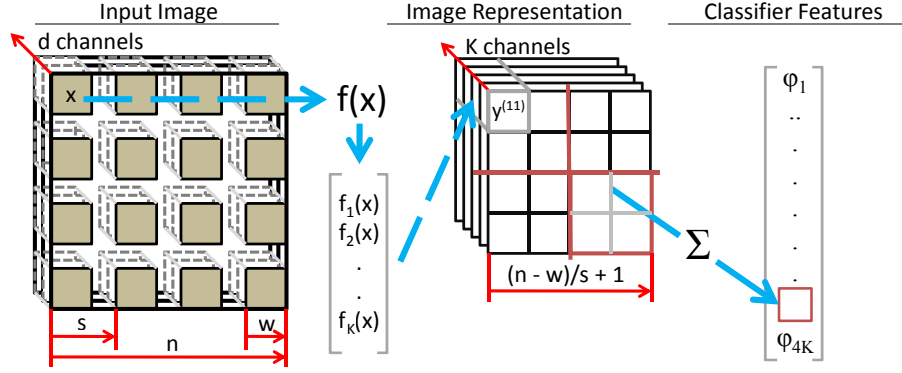 Input Image
Image Representation
Classifier Features
d channels
K channels
x
f(x)
y(11)
φ1
..
.
.
.
.
.
f1(x)
f2(x)
.
.
fK(x)
Σ
(n - w)/s + 1
s
w
n
φ4K